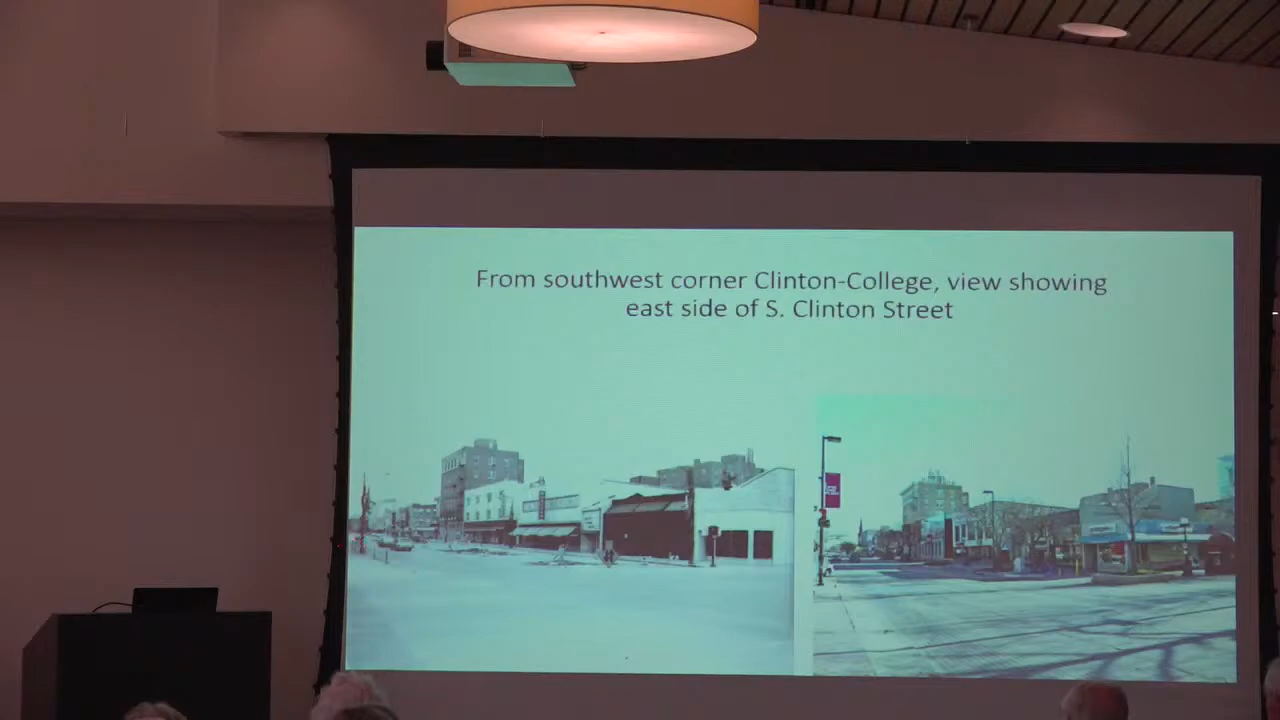 From southwest corner Clinton-College, view showing
east side of S. Clinton Street